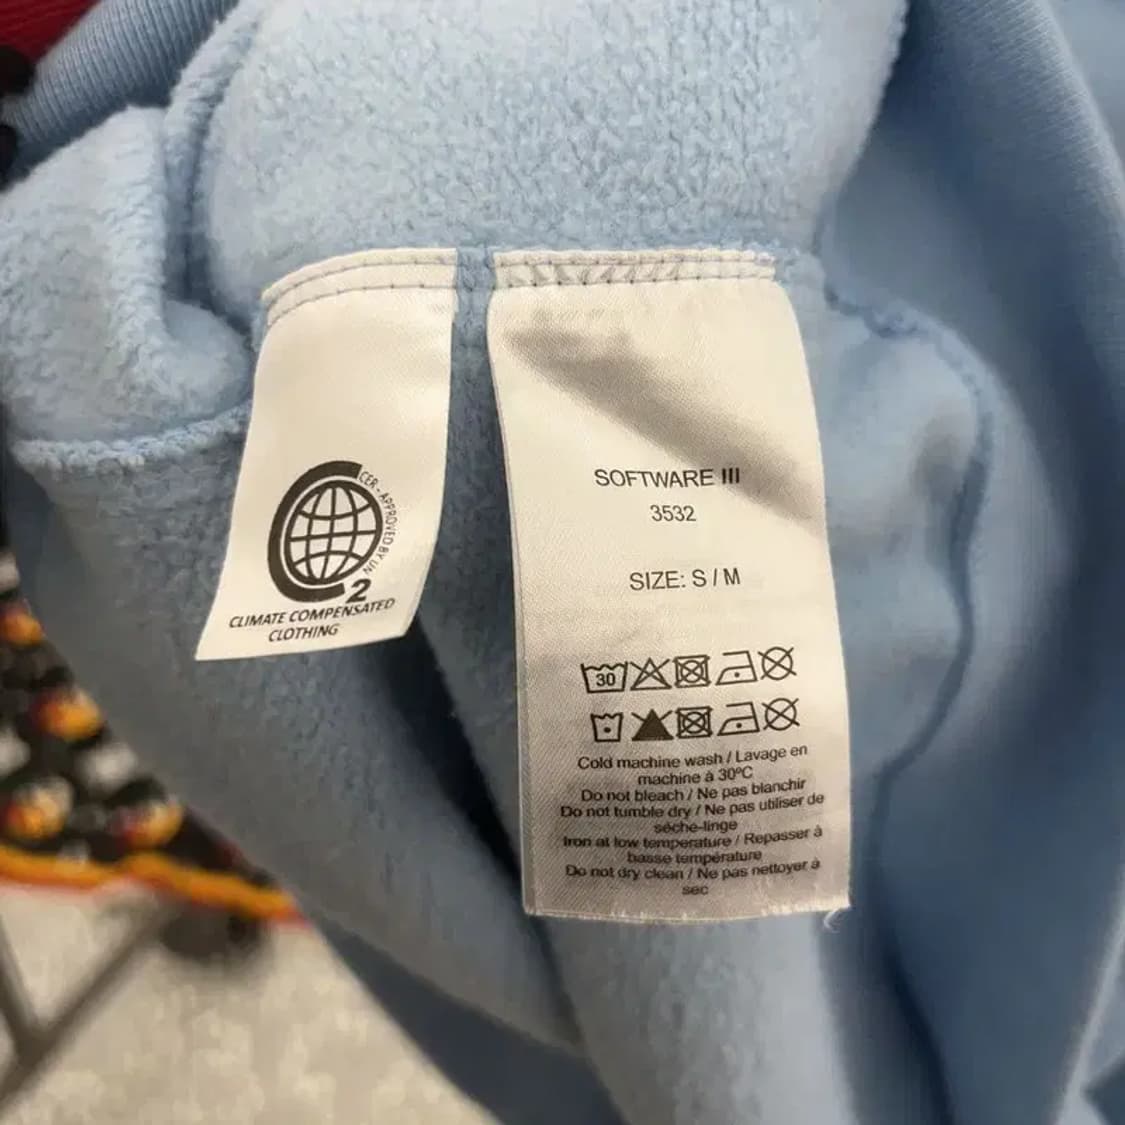 CER - APPROVED BY UN
2
CLIMATE COMPENSATED
CLOTHING
SOFTWARE III
3532
SIZE: S / M
30
Cold machine wash / Lavage en
machine à 30ºC
Do not bleach / Ne pas blanchir
Do not tumble dry / Ne pas utiliser de
séche-linge
Iron at low temperature / Repasser à
basse température
Do not dry clean / Ne pas nettoyer à
sec